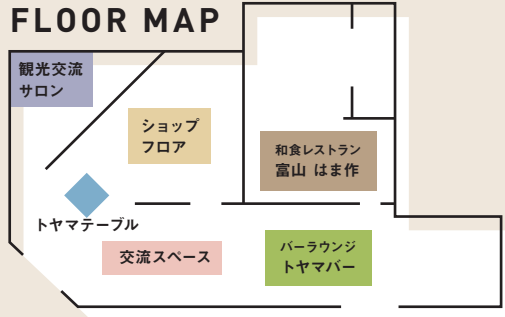 FLOOR MAP
観光交流
サロン
ショップ
フロア
和食レストラン
富山 はま作
トヤマテーブル
交流スペース
バーラウンジ
トヤマバー